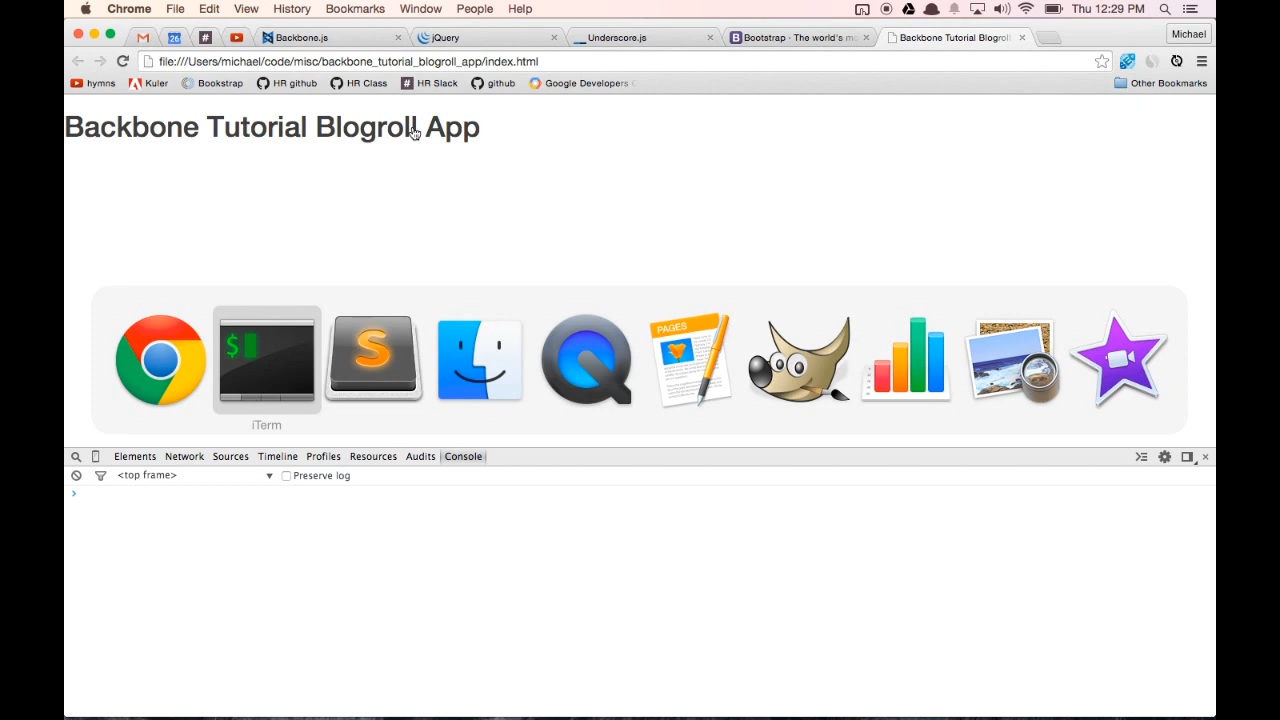 Chrome File Edit View History Bookmarks Window People Help Thu 12:29 PM
26 # Backbone.js jQuery Underscore.js Bootstrap · The world's m Backbone Tutorial Blogroll Michael
file:///Users/michael/code/misc/backbone_tutorial_blogroll_app/index.html
hymns Kuler Bookstrap HR github HR Class # HR Slack github Google Developers Other Bookmarks
Backbone Tutorial Blogroll App
$
S
PAGES
iTerm
Elements Network Sources Timeline Profiles Resources Audits Console
<top frame> Preserve log